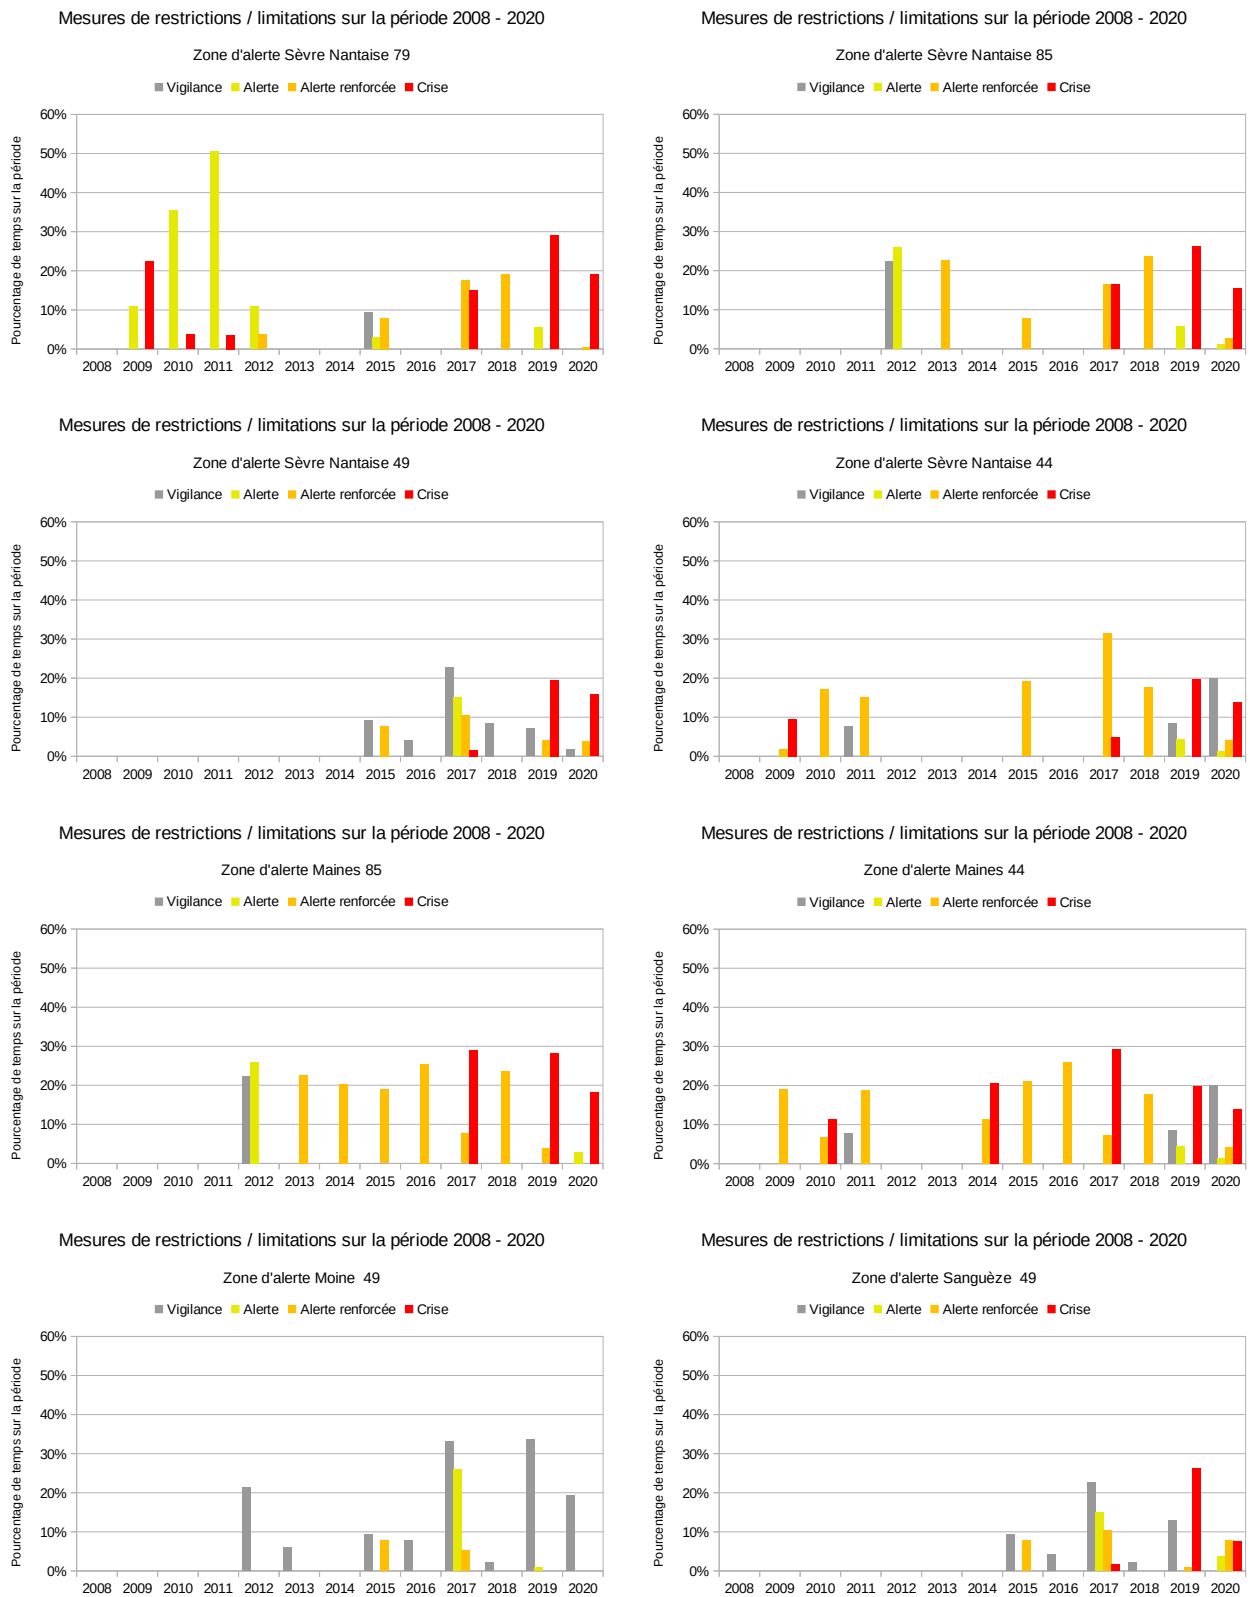 Mesures de restrictions / limitations sur la période 2008 - 2020
Zone d'alerte Sèvre Nantaise 79
Vigilance Alerte Alerte renforcée Crise
Pourcentage de temps sur la période
60%
50%
40%
30%
20%
10%
0%
2008 2009 2010 2011 2012 2013 2014 2015 2016 2017 2018 2019 2020
Mesures de restrictions / limitations sur la période 2008 - 2020
Zone d'alerte Sèvre Nantaise 85
Vigilance Alerte Alerte renforcée Crise
Pourcentage de temps sur la période
60%
50%
40%
30%
20%
10%
0%
2008 2009 2010 2011 2012 2013 2014 2015 2016 2017 2018 2019 2020
Mesures de restrictions / limitations sur la période 2008 - 2020
Zone d'alerte Sèvre Nantaise 49
Vigilance Alerte Alerte renforcée Crise
Pourcentage de temps sur la période
60%
50%
40%
30%
20%
10%
0%
2008 2009 2010 2011 2012 2013 2014 2015 2016 2017 2018 2019 2020
Mesures de restrictions / limitations sur la période 2008 - 2020
Zone d'alerte Sèvre Nantaise 44
Vigilance Alerte Alerte renforcée Crise
Pourcentage de temps sur la période
60%
50%
40%
30%
20%
10%
0%
2008 2009 2010 2011 2012 2013 2014 2015 2016 2017 2018 2019 2020
Mesures de restrictions / limitations sur la période 2008 - 2020
Zone d'alerte Maines 85
Vigilance Alerte Alerte renforcée Crise
Pourcentage de temps sur la période
60%
50%
40%
30%
20%
10%
0%
2008 2009 2010 2011 2012 2013 2014 2015 2016 2017 2018 2019 2020
Mesures de restrictions / limitations sur la période 2008 - 2020
Zone d'alerte Maines 44
Vigilance Alerte Alerte renforcée Crise
Pourcentage de temps sur la période
60%
50%
40%
30%
20%
10%
0%
2008 2009 2010 2011 2012 2013 2014 2015 2016 2017 2018 2019 2020
Mesures de restrictions / limitations sur la période 2008 - 2020
Zone d'alerte Moine  49
Vigilance Alerte Alerte renforcée Crise
Pourcentage de temps sur la période
60%
50%
40%
30%
20%
10%
0%
2008 2009 2010 2011 2012 2013 2014 2015 2016 2017 2018 2019 2020
Mesures de restrictions / limitations sur la période 2008 - 2020
Zone d'alerte Sanguèze  49
Vigilance Alerte Alerte renforcée Crise
Pourcentage de temps sur la période
60%
50%
40%
30%
20%
10%
0%
2008 2009 2010 2011 2012 2013 2014 2015 2016 2017 2018 2019 2020